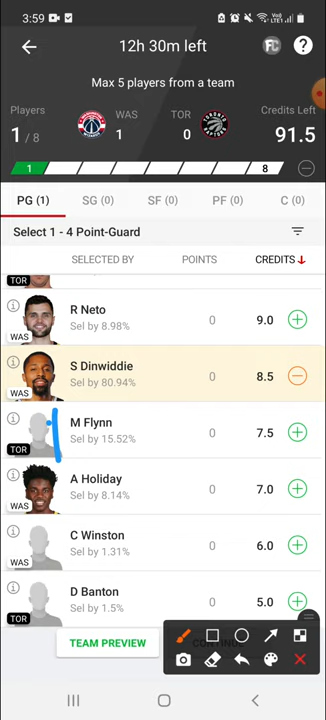 3:59
12h 30m left
FC
?
Max 5 players from a team
Players
1 / 8
WAS
1
TOR
0
Credits Left
91.5
1
8
PG (1)
SG (0)
SF (0)
PF (0)
C (0)
Select 1 - 4 Point-Guard
SELECTED BY
POINTS
CREDITS
TOR
R Neto
Sel by 8.98%
0
9.0
WAS
S Dinwiddie
Sel by 80.94%
0
8.5
WAS
M Flynn
Sel by 15.52%
0
7.5
TOR
A Holiday
Sel by 8.14%
0
7.0
WAS
C Winston
Sel by 1.31%
0
6.0
WAS
D Banton
Sel by 1.5%
0
5.0
TOR
TEAM PREVIEW
CONTINUE